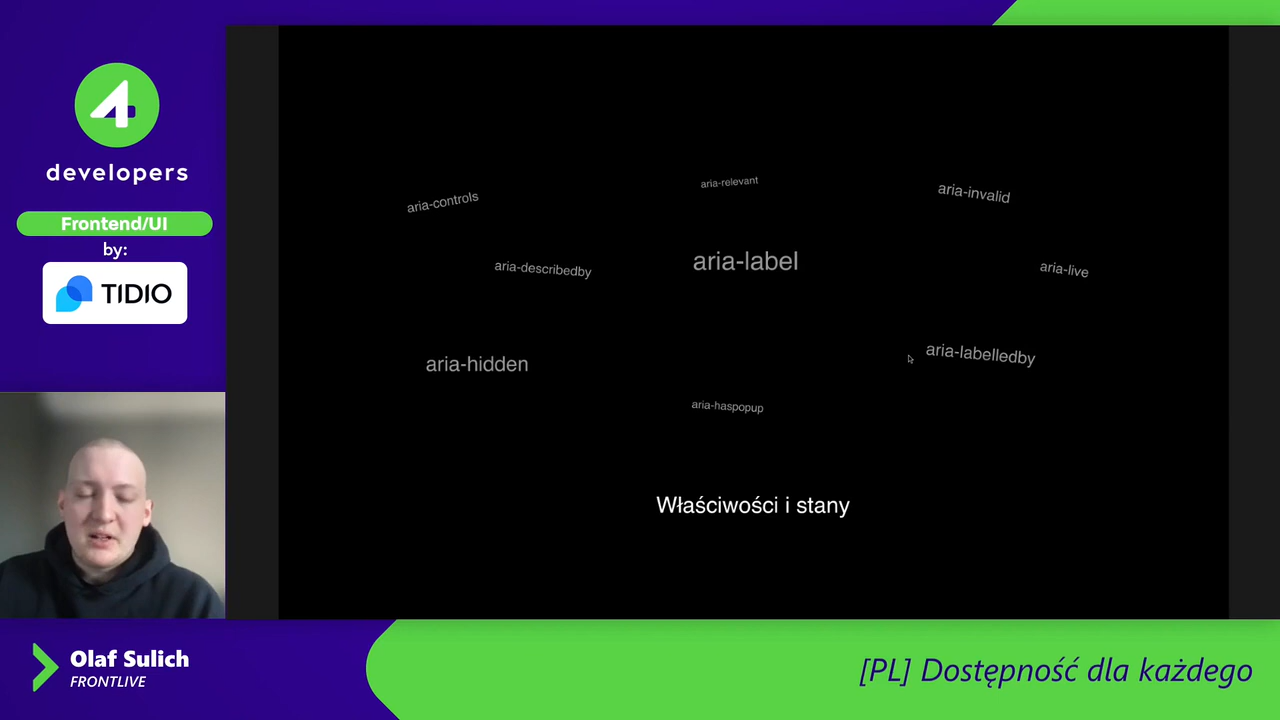 4
developers
Frontend/UI
by:
TIDIO
aria-controls
aria-relevant
aria-invalid
aria-describedby
aria-label
aria-live
aria-hidden
aria-labelledby
aria-haspopup
Właściwości i stany
Olaf Sulich
FRONTLIVE
[PL] Dostępność dla każdego